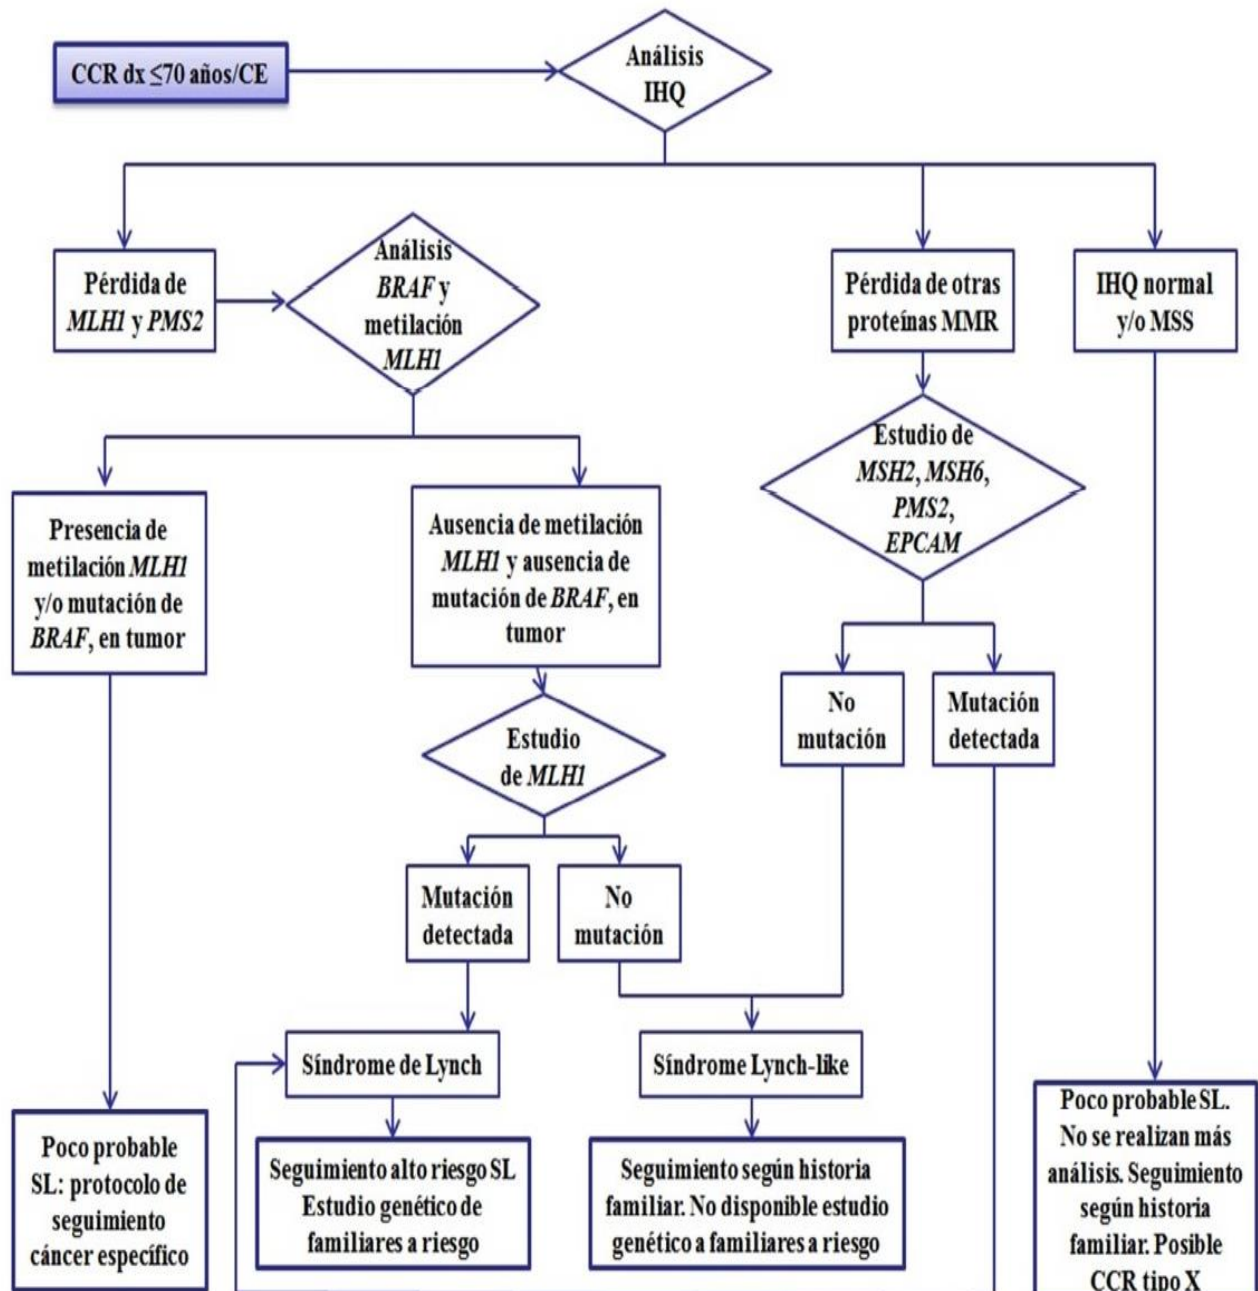 CCR dx ≤70 años/CE
Análisis
IHQ
Pérdida de
MLH1 y PMS2
Análisis
BRAF y
metilación
MLH1
Pérdida de otras
proteínas MMR
IHQ normal
y/o MSS
Estudio de
MSH2, MSH6,
PMS2,
EPCAM
Presencia de
metilación MLH1
y/o mutación de
BRAF, en tumor
Ausencia de metilación
MLH1 y ausencia de
mutación de BRAF, en
tumor
No
mutación
Mutación
detectada
Estudio
de MLH1
Mutación
detectada
No
mutación
Síndrome de Lynch
Síndrome Lynch-like
Poco probable
SL: protocolo de
seguimiento
cáncer específico
Seguimiento alto riesgo SL
Estudio genético de
familiares a riesgo
Seguimiento según historia
familiar. No disponible estudio
genético a familiares a riesgo
Poco probable SL.
No se realizan más
análisis. Seguimiento
según historia
familiar. Posible
CCR tipo X